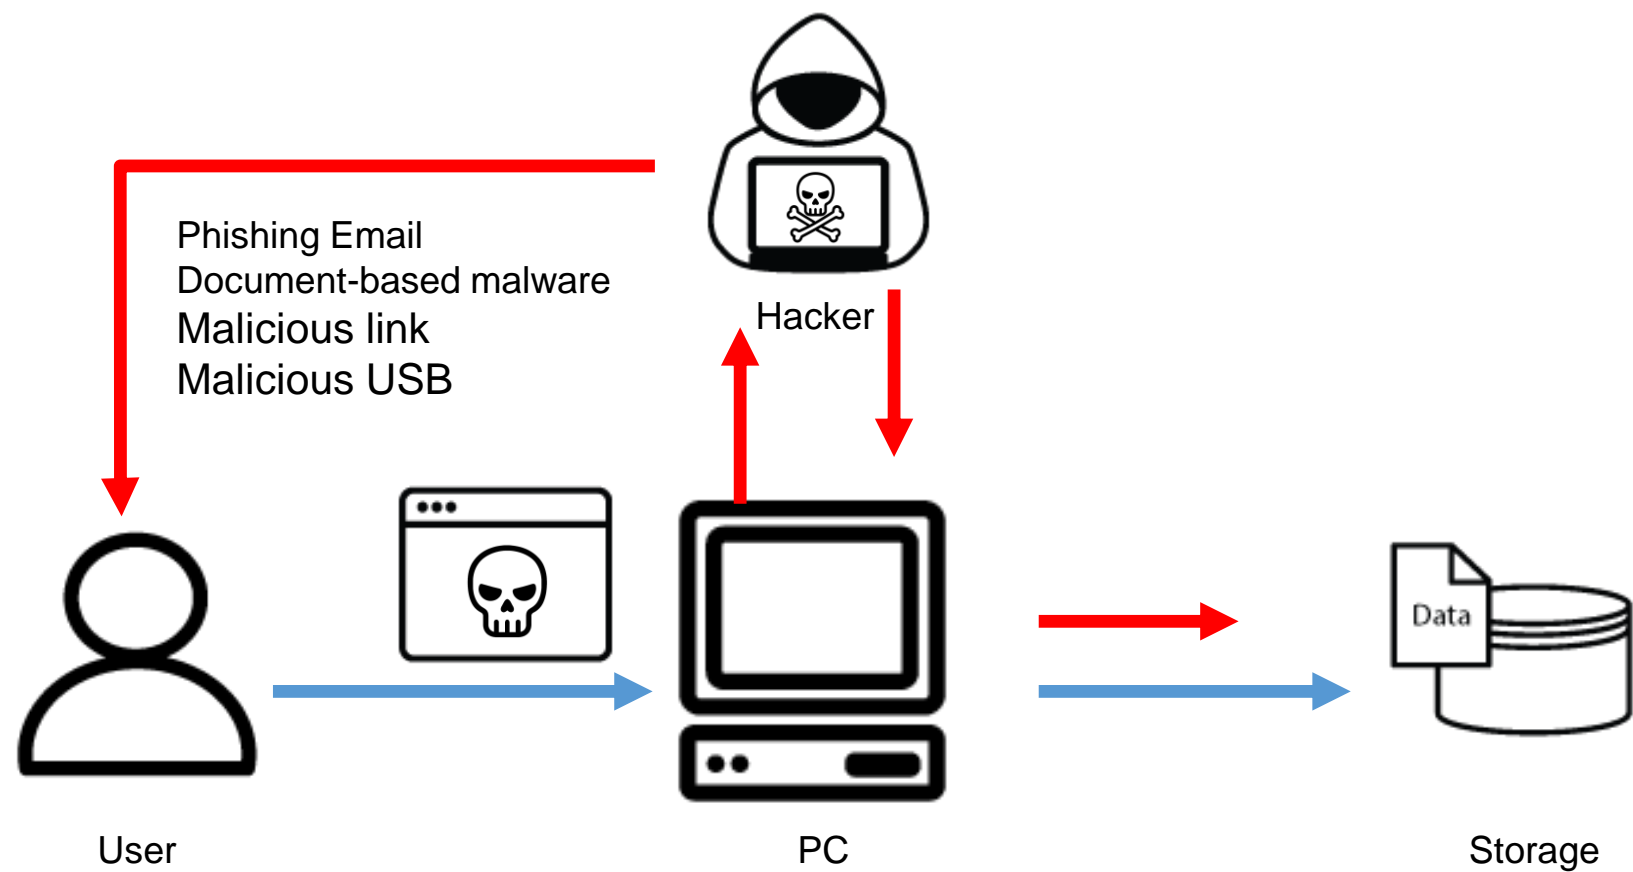 Phishing Email
Document-based malware
Malicious link
Malicious USB
Hacker
Data
User
PC
Storage